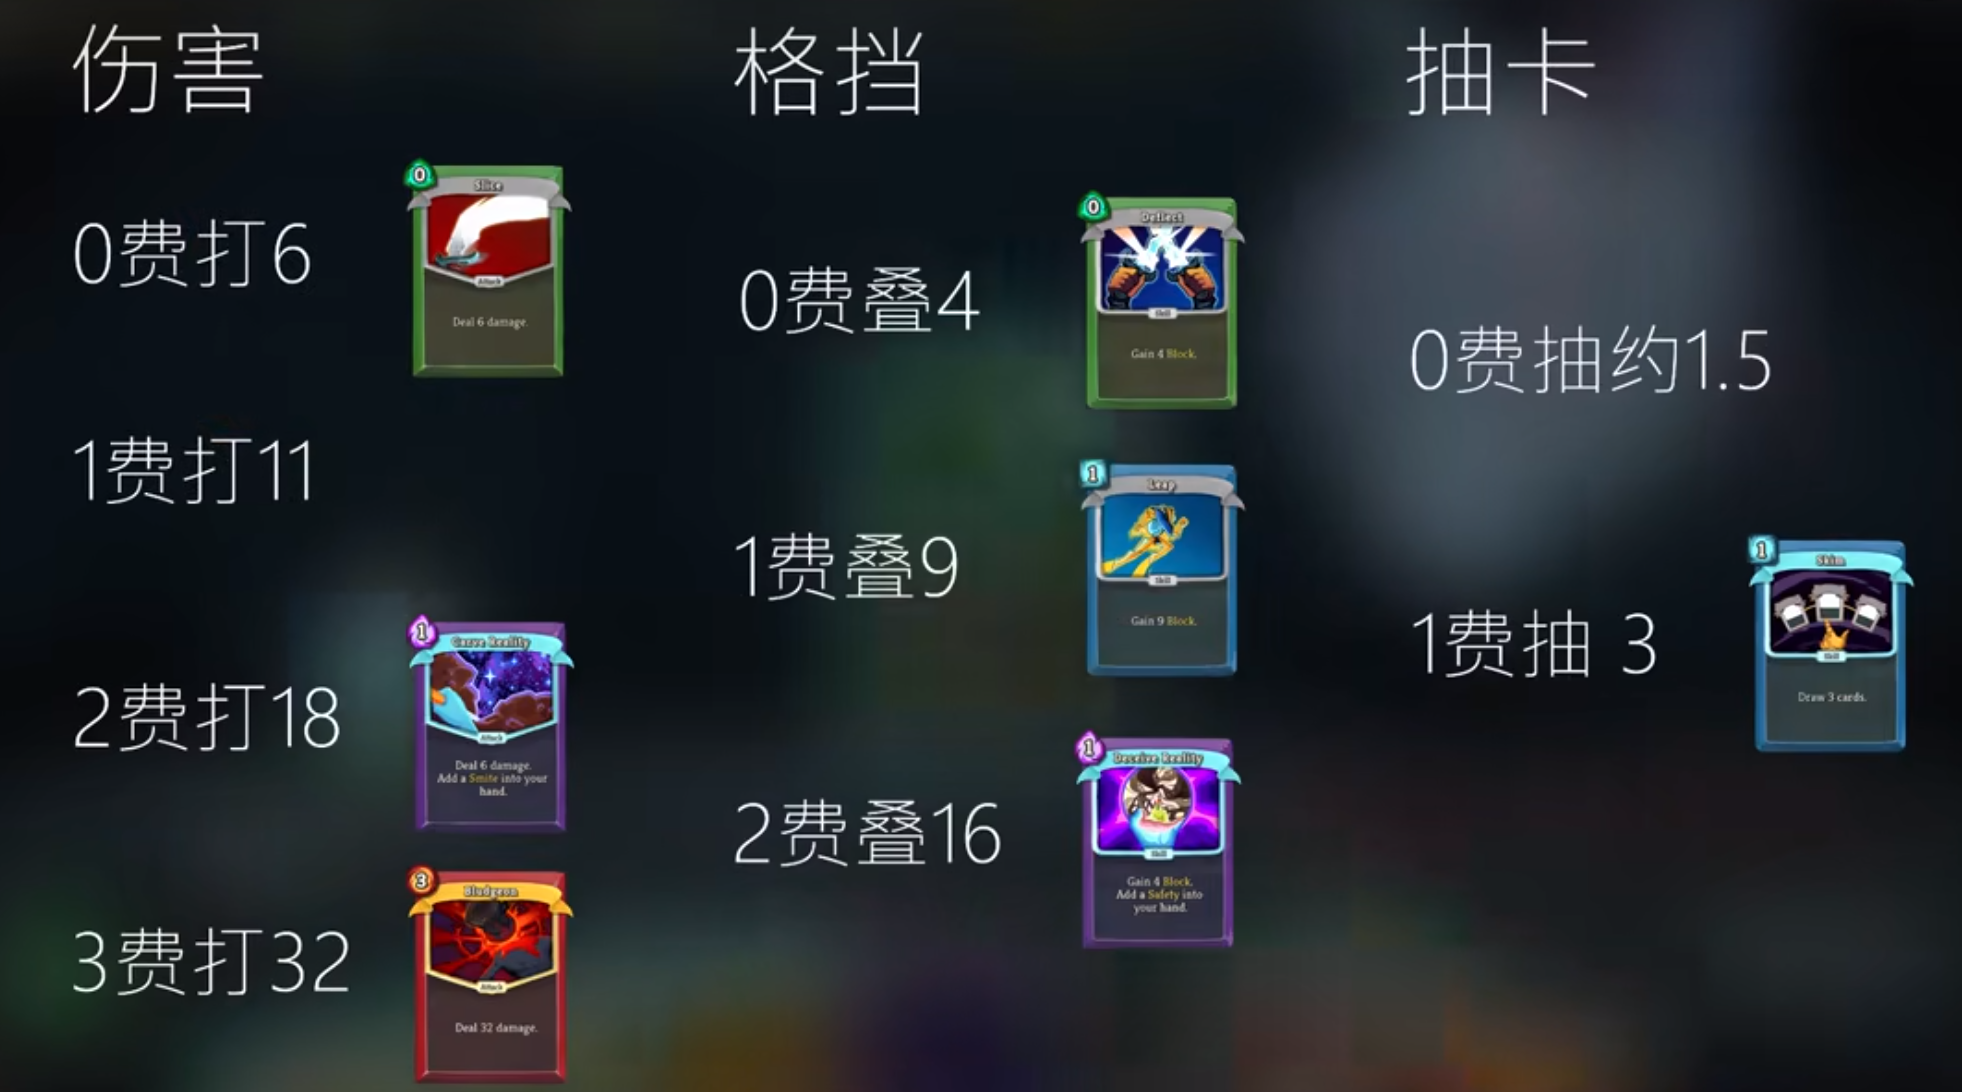 伤害
0费打6
0
Slice
Attack
Deal 6 damage.
1费打11
2费打18
1
Carve Reality
Attack
Deal 6 damage.
Add a Smite into your
hand.
3费打32
3
Bludgeon
Attack
Deal 32 damage.
格挡
0费叠4
0
Deflect
Skill
Gain 4 Block.
1费叠9
1
Leap
Skill
Gain 9 Block.
2费叠16
1
Deceive Reality
Skill
Gain 4 Block.
Add a Safety into
your hand.
抽卡
0费抽约1.5
1费抽 3
1
Skim
Skill
Draw 3 cards.